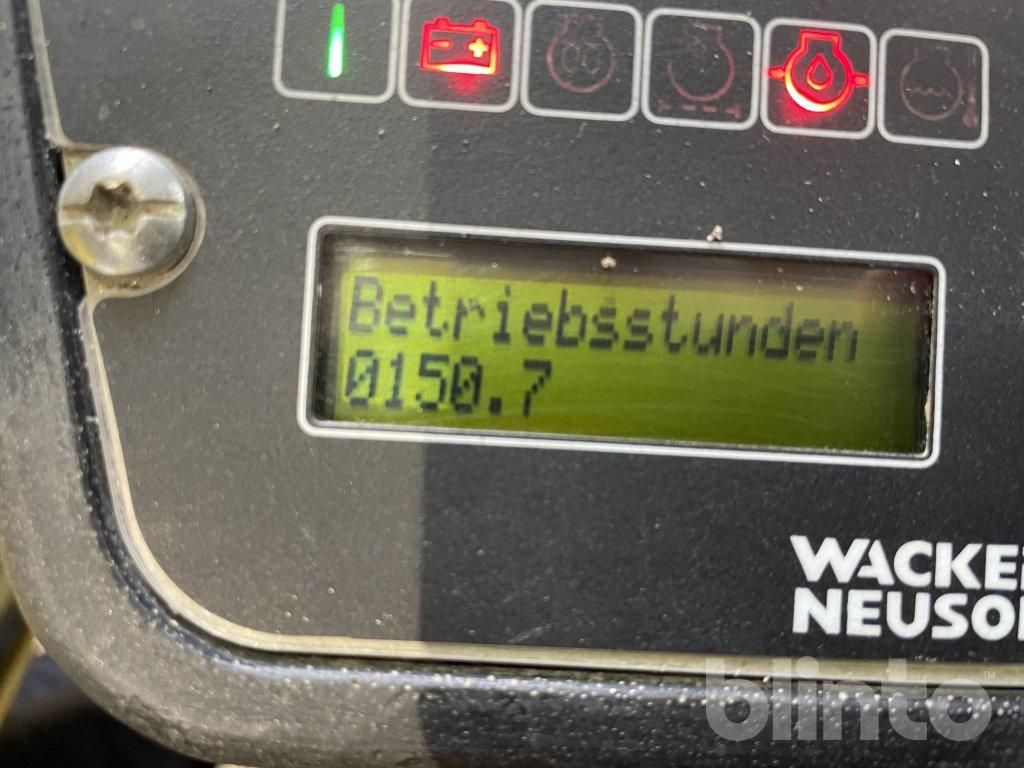 Betriebsstunden
0150.7
WACKE
NEUSO
blinto